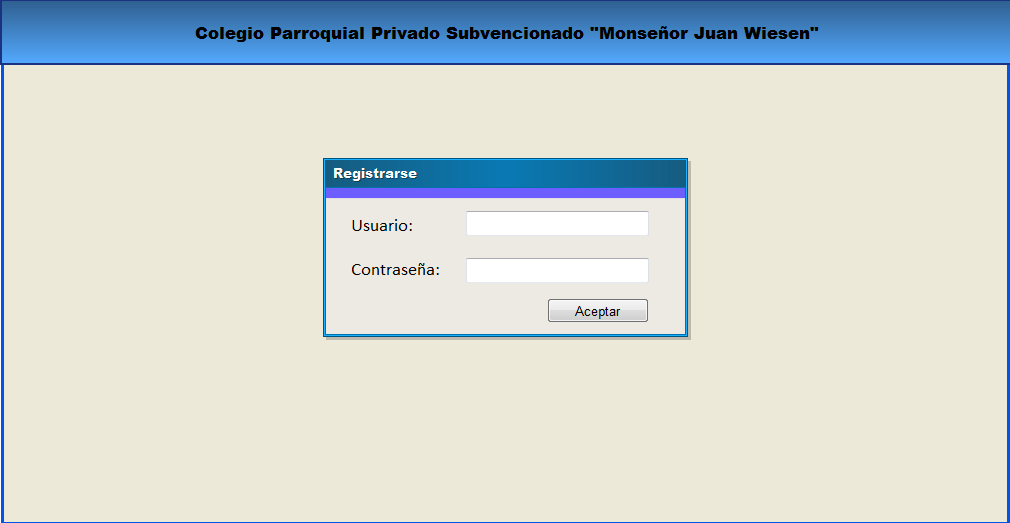 Colegio Parroquial Privado Subvencionado "Monseñor Juan Wiesen"
Registrarse
Usuario:
Contraseña:
Aceptar